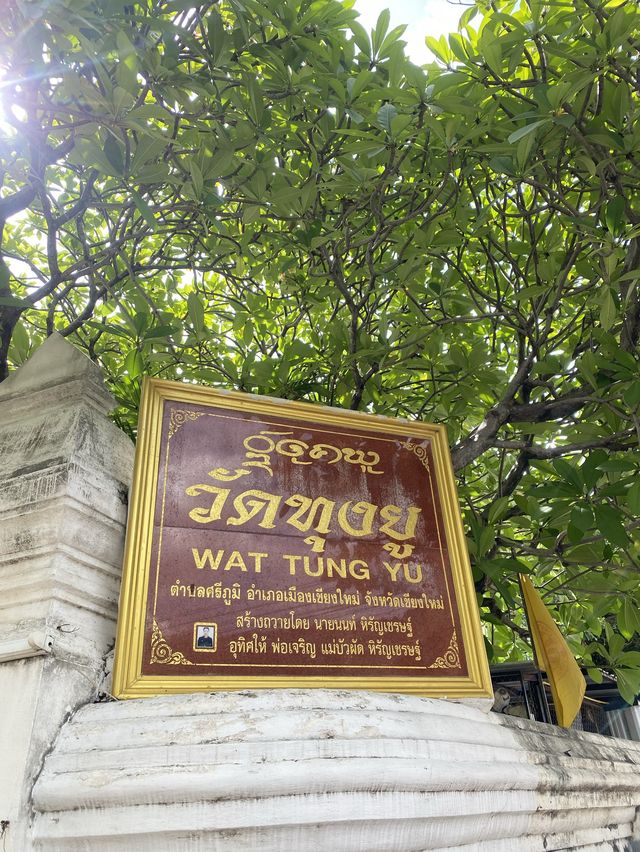 วัดทุงยู
WAT TUNG YU
ตำบลศรีภูมิ อำเภอเมืองเชียงใหม่ จังหวัดเชียงใหม่
สร้างถวายโดย นายนนท์ หิรัญเชรษฐ์
อุทิศให้ พ่อเจริญ แม่บัวผัด หิรัญเชรษฐ์